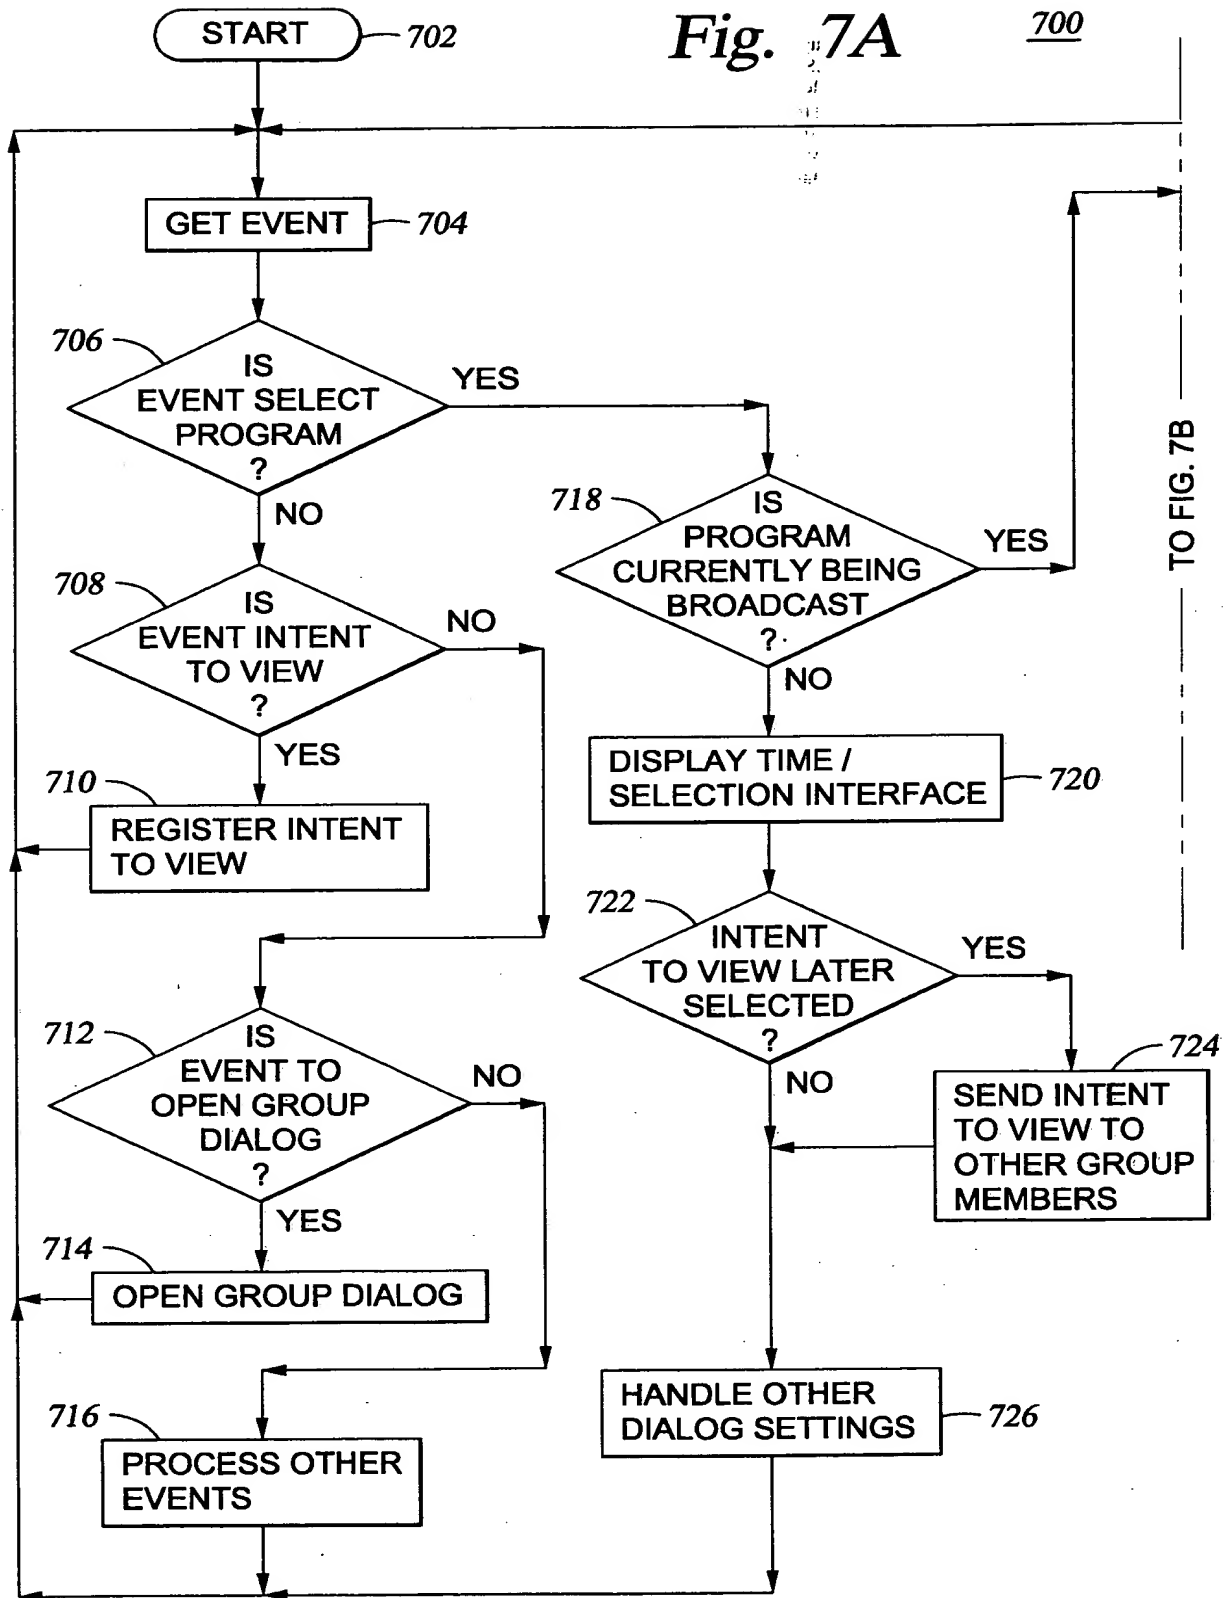 START
702
Fig. 7A
700
GET EVENT
704
706
IS
EVENT SELECT
PROGRAM
?
YES
NO
718
IS
PROGRAM
CURRENTLY BEING
BROADCAST
?
YES
NO
TO FIG. 7B
708
IS
EVENT INTENT
TO VIEW
?
NO
YES
710
REGISTER INTENT
TO VIEW
DISPLAY TIME /
SELECTION INTERFACE
720
722
INTENT
TO VIEW LATER
SELECTED
?
YES
NO
724
SEND INTENT
TO VIEW TO
OTHER GROUP
MEMBERS
712
IS
EVENT TO
OPEN GROUP
DIALOG
?
NO
YES
714
OPEN GROUP DIALOG
716
PROCESS OTHER
EVENTS
HANDLE OTHER
DIALOG SETTINGS
726